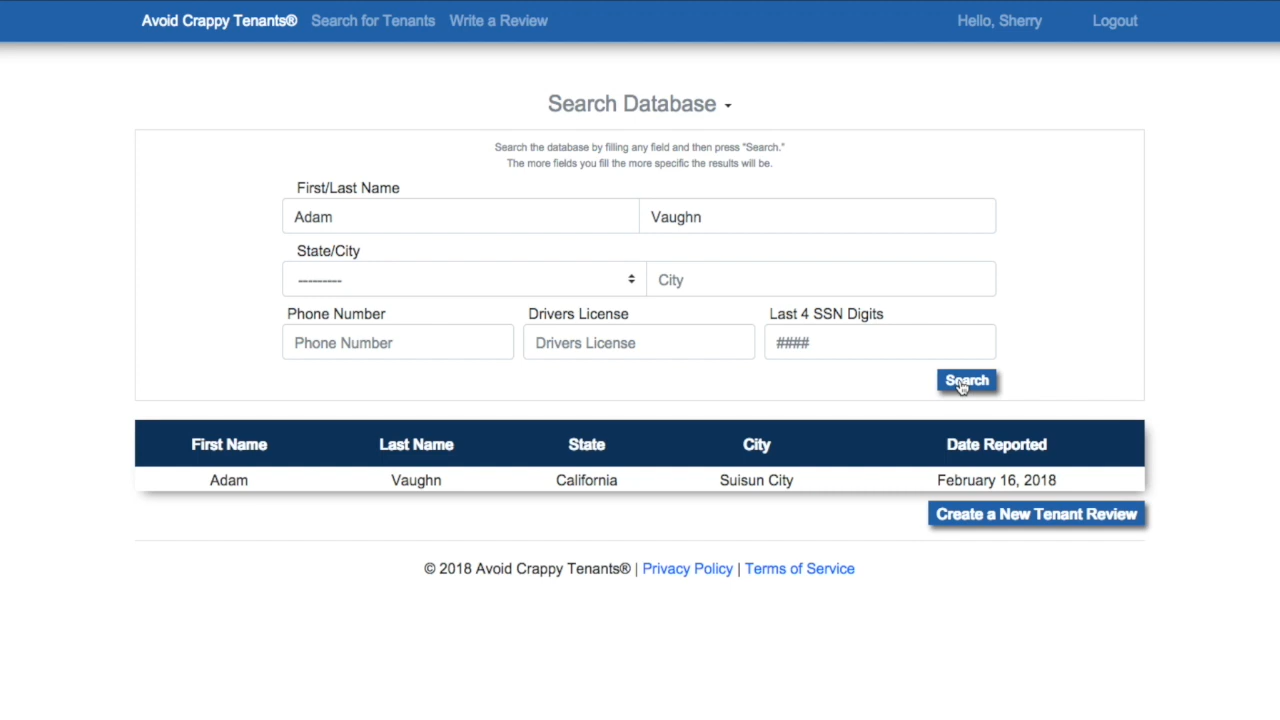 Avoid Crappy Tenants® Search for Tenants Write a Review Hello, Sherry Logout
Search Database
Search the database by filling any field and then press "Search."
The more fields you fill the more specific the results will be.
First/Last Name
Adam Vaughn
State/City
--------- City
Phone Number Drivers License Last 4 SSN Digits
Phone Number Drivers License ####
Search
First Name Last Name State City Date Reported
Adam Vaughn California Suisun City February 16, 2018
Create a New Tenant Review
© 2018 Avoid Crappy Tenants® | Privacy Policy | Terms of Service